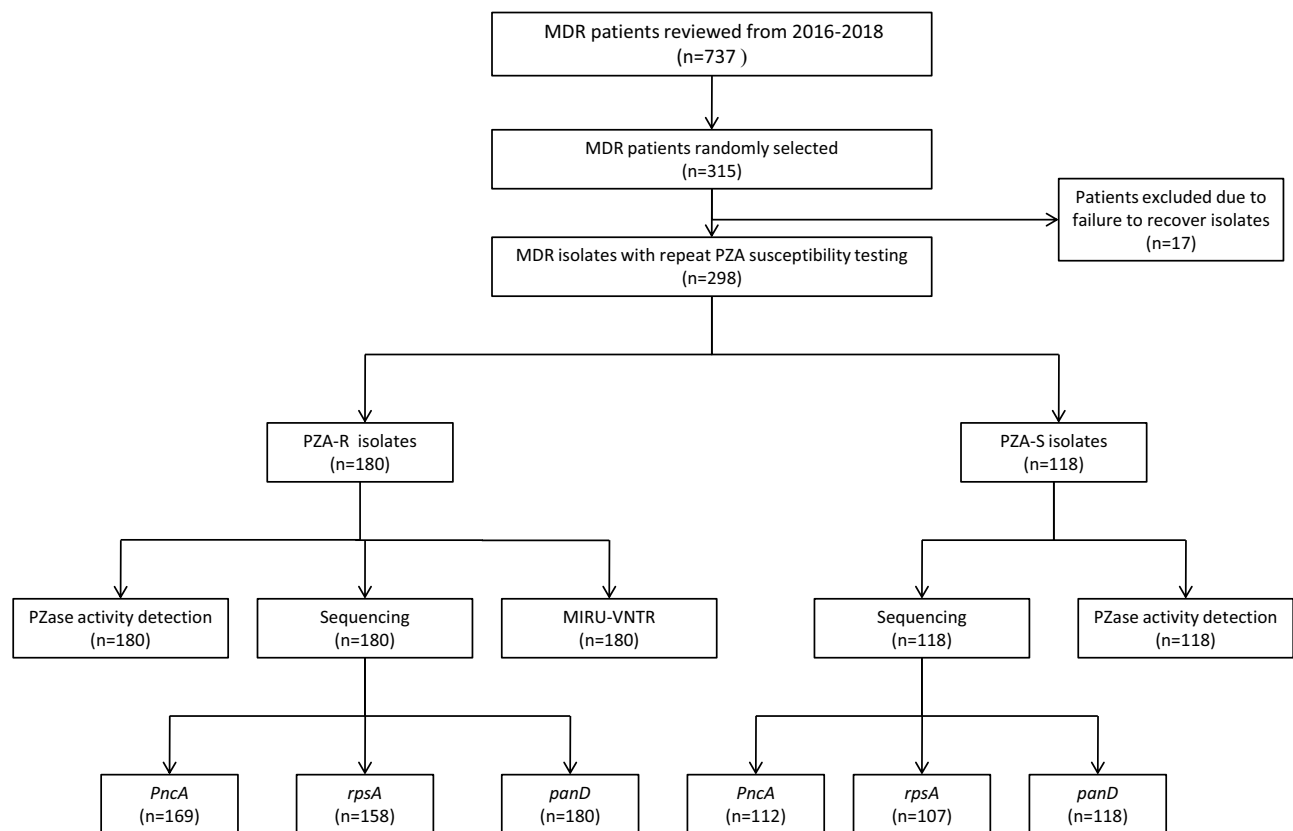 MDR patients reviewed from 2016-2018
(n=737 )
MDR patients randomly selected
(n=315)
Patients excluded due to
failure to recover isolates
(n=17)
MDR isolates with repeat PZA susceptibility testing
(n=298)
PZA-R isolates
(n=180)
PZA-S isolates
(n=118)
PZase activity detection
(n=180)
Sequencing
(n=180)
MIRU-VNTR
(n=180)
Sequencing
(n=118)
PZase activity detection
(n=118)
PncA
(n=169)
rpsA
(n=158)
panD
(n=180)
PncA
(n=112)
rpsA
(n=107)
panD
(n=118)